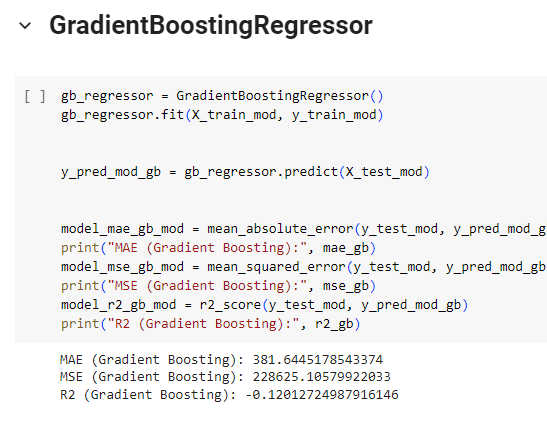 GradientBoostingRegressor
[ ] gb_regressor = GradientBoostingRegressor()
gb_regressor.fit(X_train_mod, y_train_mod)
y_pred_mod_gb = gb_regressor.predict(X_test_mod)
model_mae_gb_mod = mean_absolute_error(y_test_mod, y_pred_mod_g
print("MAE (Gradient Boosting):", mae_gb)
model_mse_gb_mod = mean_squared_error(y_test_mod, y_pred_mod_gb
print("MSE (Gradient Boosting):", mse_gb)
model_r2_gb_mod = r2_score(y_test_mod, y_pred_mod_gb)
print("R2 (Gradient Boosting):", r2_gb)
MAE (Gradient Boosting): 381.6445178543374
MSE (Gradient Boosting): 228625.10579922033
R2 (Gradient Boosting): -0.12012724987916146